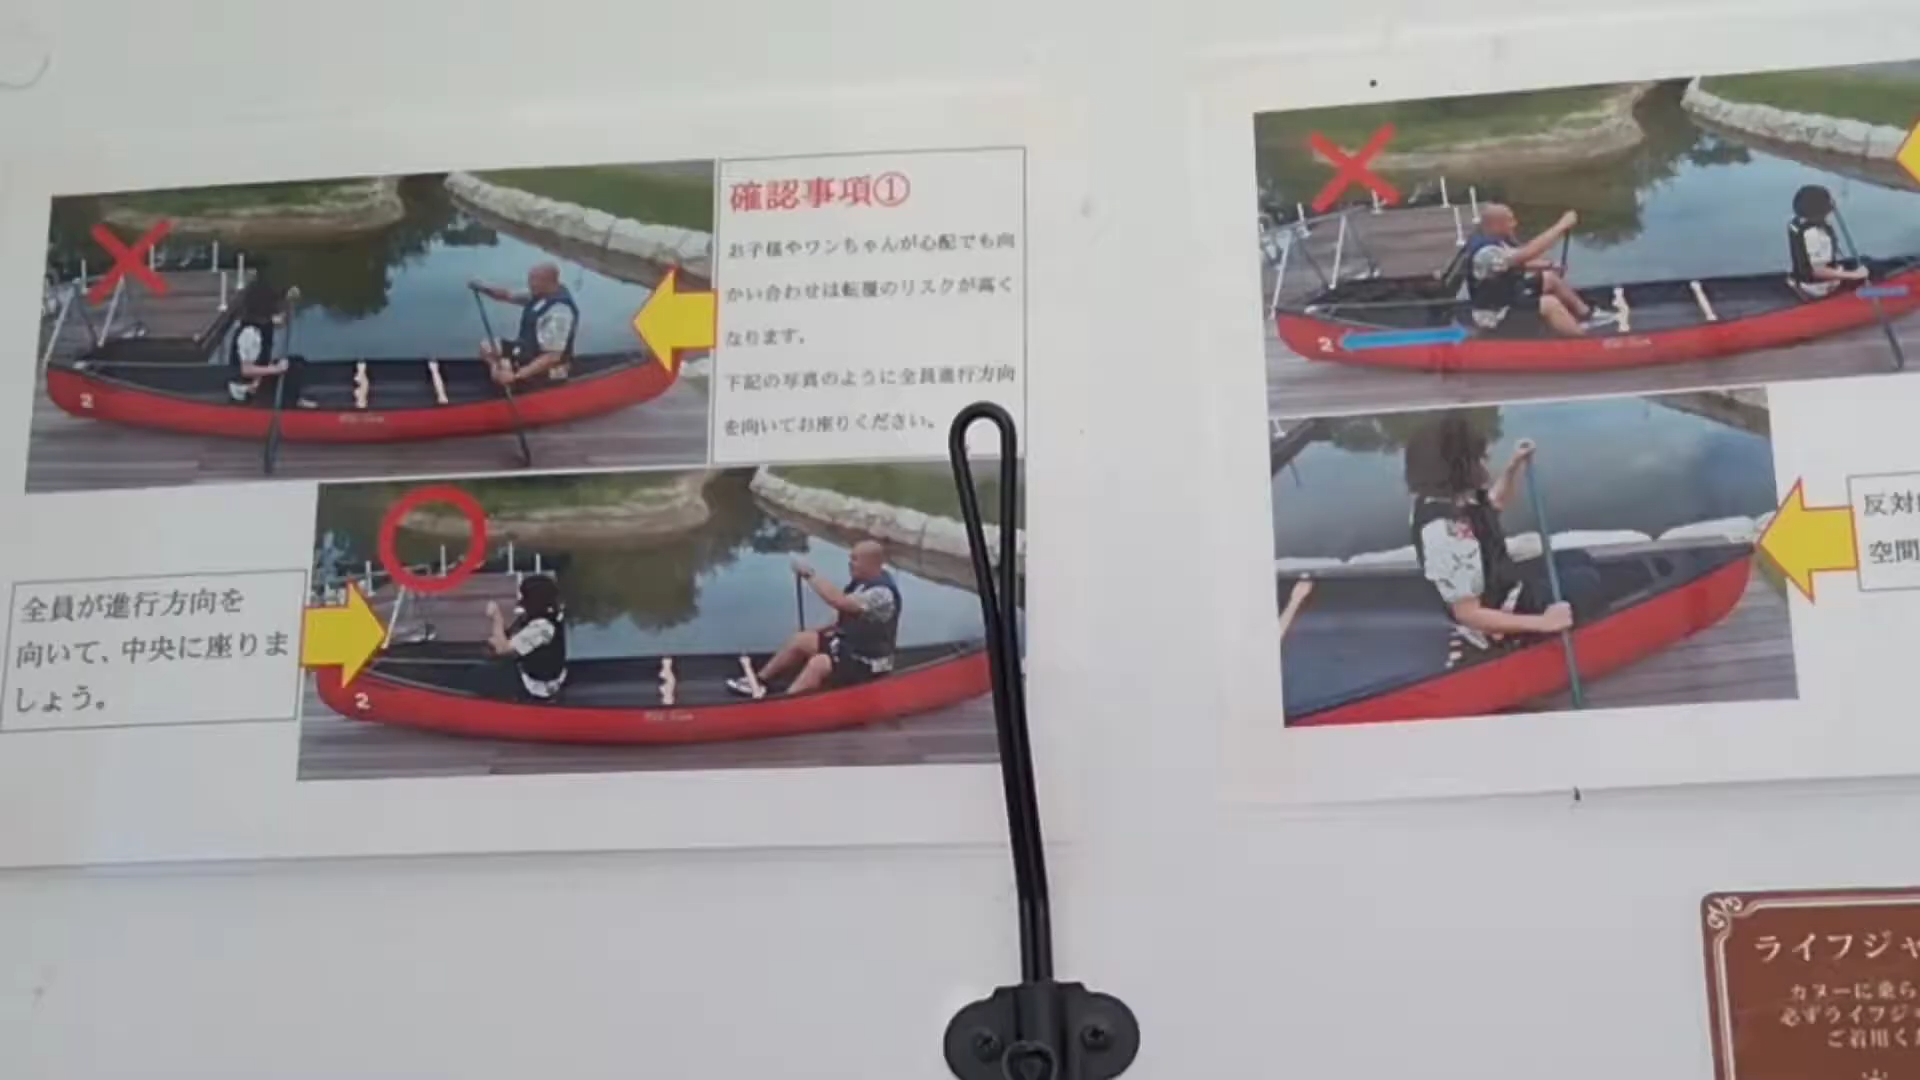 確認事項①
お子様やワンちゃんが心配でも向
かい合わせは転覆のリスクが高く
なります。
下記の写真のように全員進行方向
を向いてお座りください。
2
全員が進行方向を
向いて、中央に座りま
しょう。
2
2
反対
空間
ライフジャ
カヌーに乗ら
必ずライフジャ
ご着用く